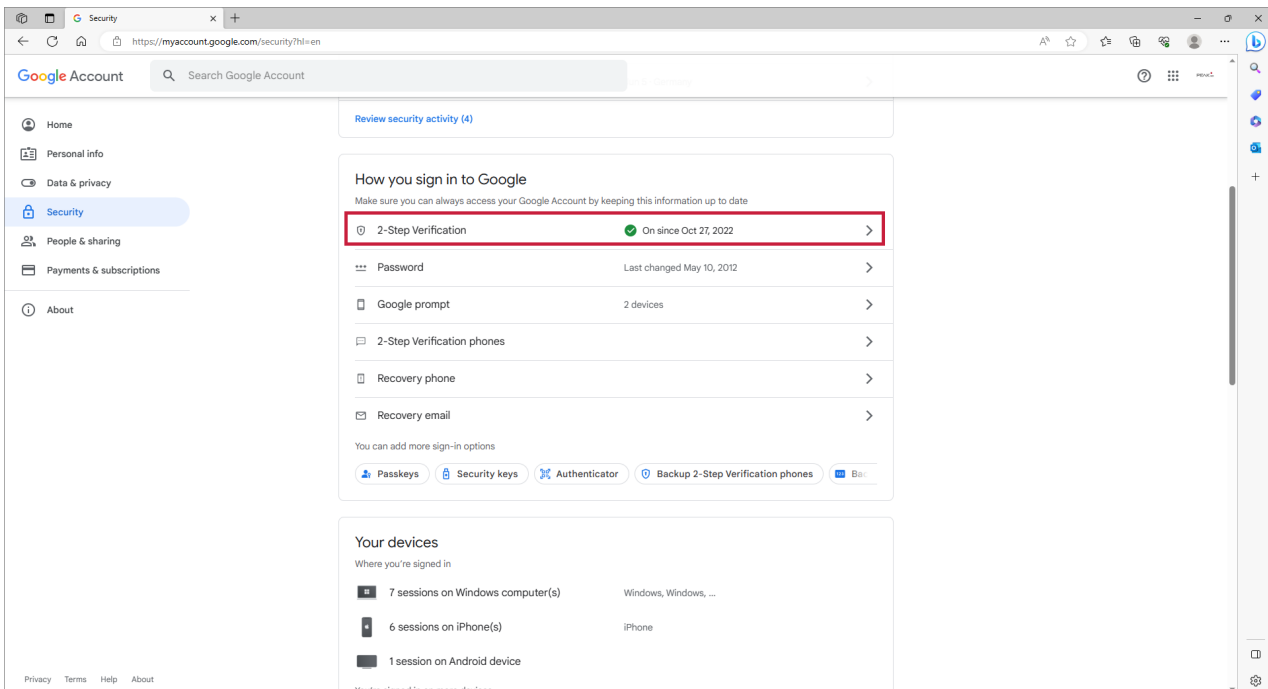 Security
https://myaccount.google.com/security?hl=en
Google Account
Search Google Account
Home
Personal info
Data & privacy
Security
People & sharing
Payments & subscriptions
About
Review security activity (4)
How you sign in to Google
Make sure you can always access your Google Account by keeping this information up to date
2-Step Verification On since Oct 27, 2022
Password Last changed May 10, 2012
Google prompt 2 devices
2-Step Verification phones
Recovery phone
Recovery email
You can add more sign-in options
Passkeys Security keys Authenticator Backup 2-Step Verification phones
Your devices
Where you're signed in
7 sessions on Windows computer(s) Windows, Windows, ...
6 sessions on iPhone(s) iPhone
1 session on Android device
Privacy Terms Help About